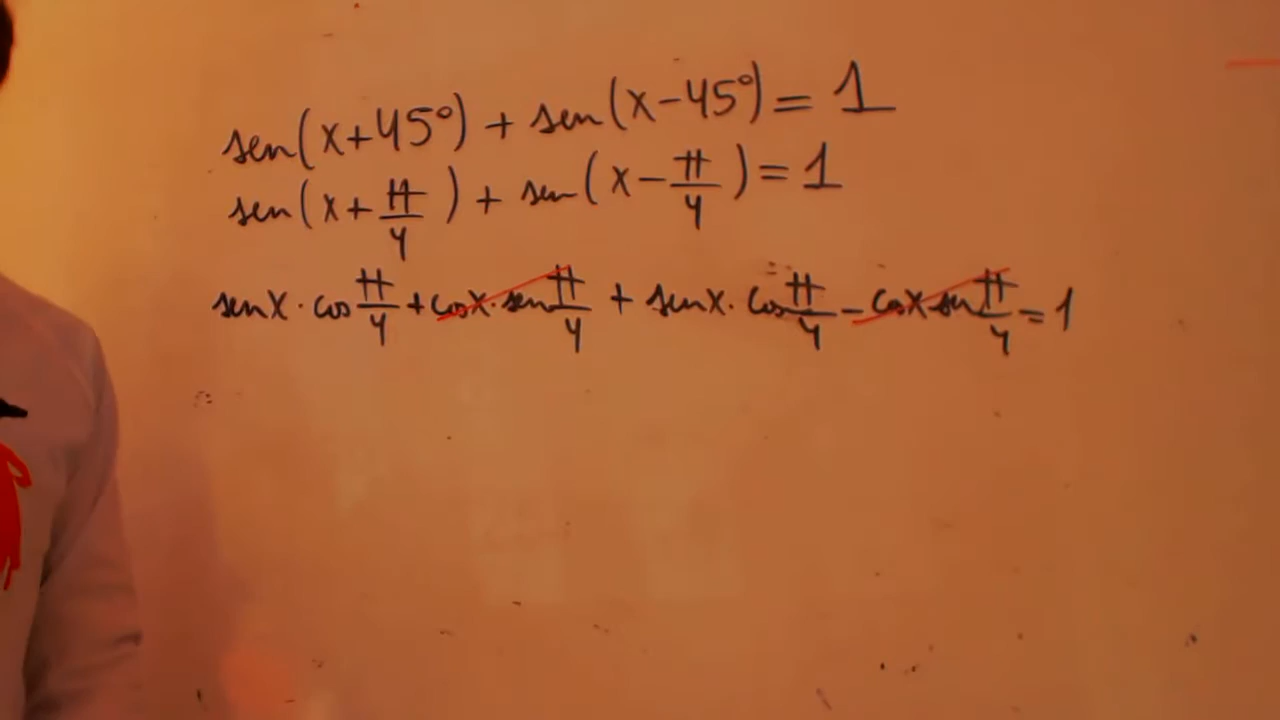 sen(x+45°) + sen(x-45°) = 1
sen(x+π/4) + sen(x-π/4) = 1
senx · cos π/4 + cosx · sen π/4 + senx · cos π/4 - cosx sen π/4 = 1